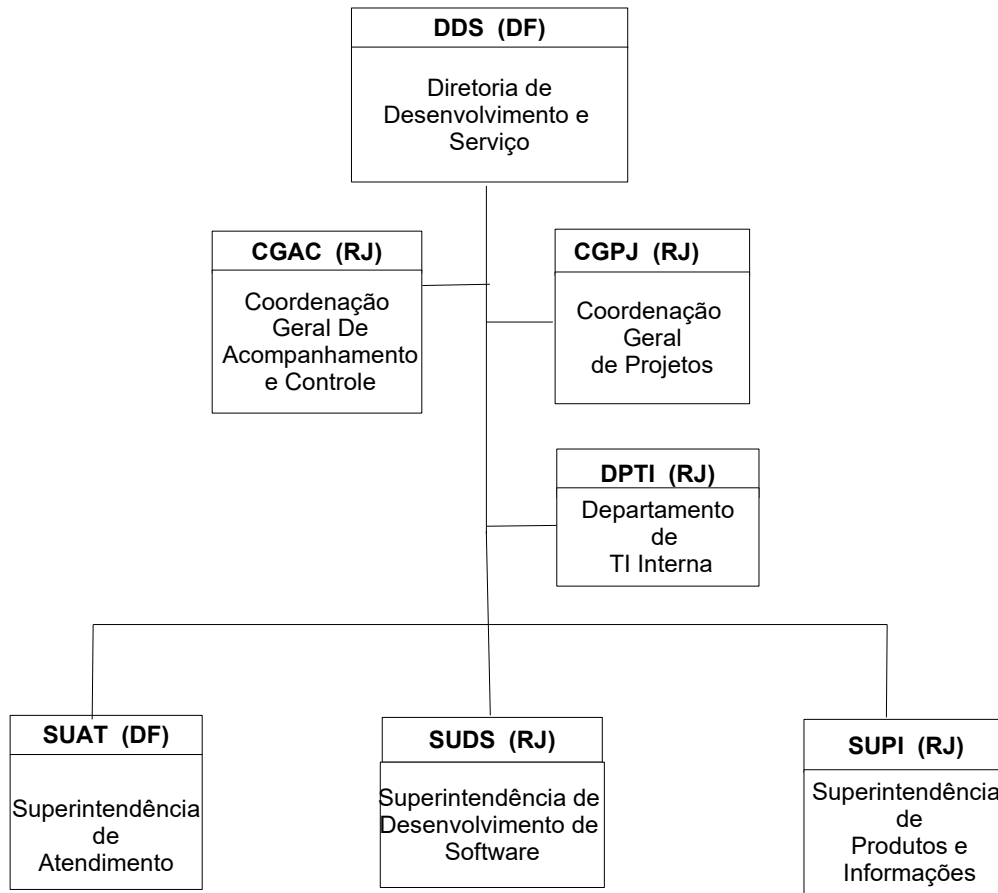 DDS (DF)
Diretoria de
Desenvolvimento e
Serviço
CGAC (RJ)
Coordenação
Geral De
Acompanhamento
e Controle
CGPJ (RJ)
Coordenação
Geral
de Projetos
DPTI (RJ)
Departamento
de
TI Interna
SUAT (DF)
Superintendência
de
Atendimento
SUDS (RJ)
Superintendência de
Desenvolvimento de
Software
SUPI (RJ)
Superintendência
de
Produtos e
Informações